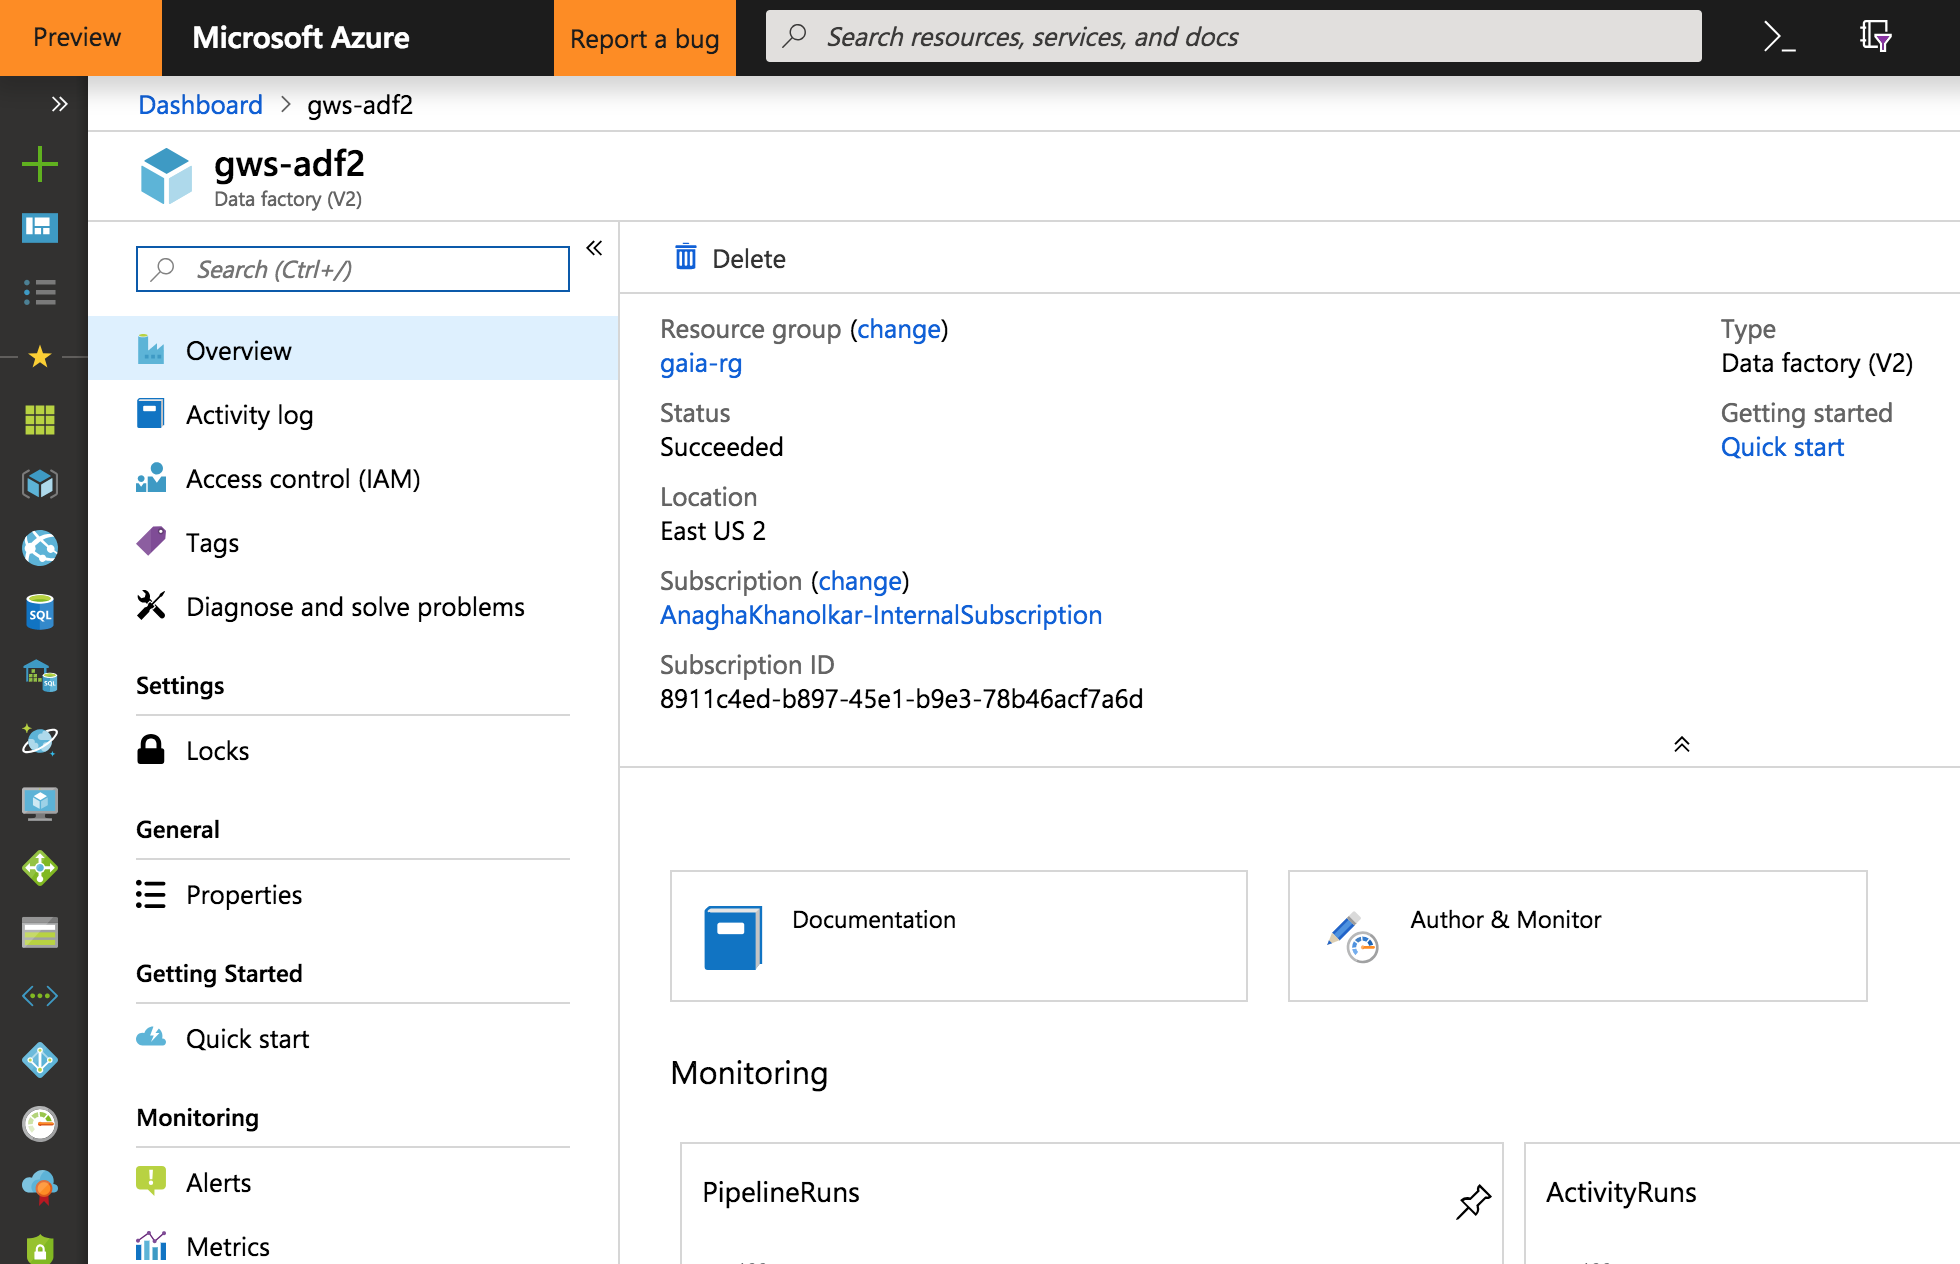 Preview
Microsoft Azure
Report a bug
Search resources, services, and docs
Dashboard > gws-adf2
gws-adf2
Data factory (V2)
Search (Ctrl+/)
Overview
Activity log
Access control (IAM)
Tags
Diagnose and solve problems
Settings
Locks
General
Properties
Getting Started
Quick start
Monitoring
Alerts
Metrics
Delete
Resource group (change)
gaia-rg
Status
Succeeded
Location
East US 2
Subscription (change)
AnaghaKhanolkar-InternalSubscription
Subscription ID
8911c4ed-b897-45e1-b9e3-78b46acf7a6d
Type
Data factory (V2)
Getting started
Quick start
Documentation
Author & Monitor
Monitoring
PipelineRuns
ActivityRuns
SQL
SQL